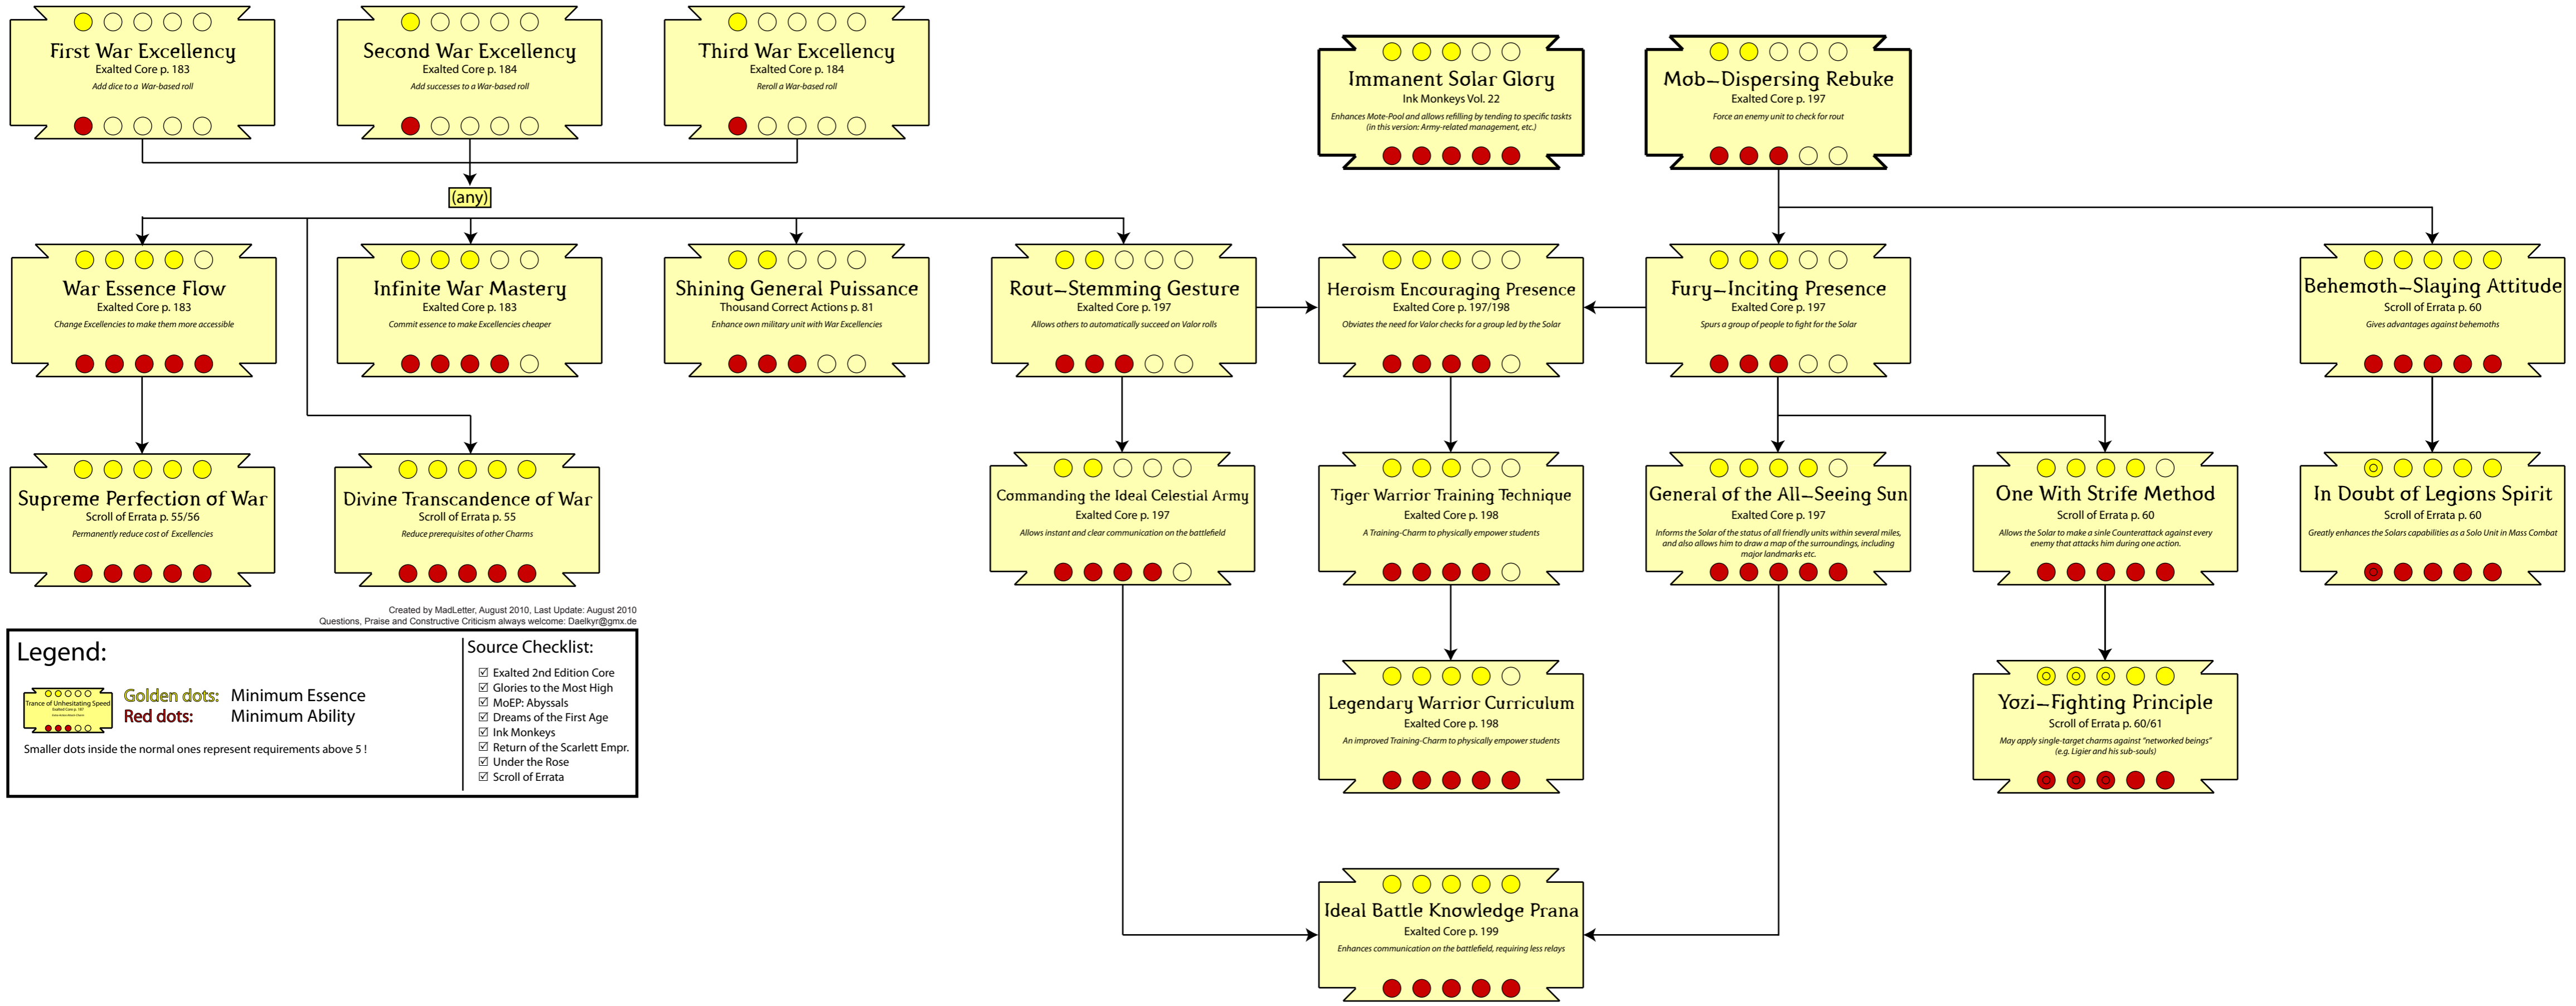 First War Excellency
Exalted Core p. 183
Add dice to a War-based roll
Second War Excellency
Exalted Core p. 184
Add successes to a War-based roll
Third War Excellency
Exalted Core p. 184
Reroll a War-based roll
Immanent Solar Glory
Ink Monkeys Vol. 22
Enhances Mote-Pool and allows refilling by tending to specific taskts
(in this version: Army-related management, etc.)
Mob-Dispersing Rebuke
Exalted Core p. 197
Force an enemy unit to check for rout
(any)
War Essence Flow
Exalted Core p. 183
Change Excellencies to make them more accessible
Infinite War Mastery
Exalted Core p. 183
Commit essence to make Excellencies cheaper
Shining General Puissance
Thousand Correct Actions p. 81
Enhance own military unit with War Excellencies
Rout-Stemming Gesture
Exalted Core p. 197
Allows others to automatically succeed on Valor rolls
Heroism Encouraging Presence
Exalted Core p. 197/198
Obviates the need for Valor checks for a group led by the Solar
Fury-Inciting Presence
Exalted Core p. 197
Spurs a group of people to fight for the Solar
Behemoth-Slaying Attitude
Scroll of Errata p. 60
Gives advantages against behemoths
Supreme Perfection of War
Scroll of Errata p. 55/56
Permanently reduce cost of Excellencies
Divine Transcandence of War
Scroll of Errata p. 55
Reduce prerequisites of other Charms
Commanding the Ideal Celestial Army
Exalted Core p. 197
Allows instant and clear communication on the battlefield
Tiger Warrior Training Technique
Exalted Core p. 198
A Training-Charm to physically empower students
General of the All-Seeing Sun
Exalted Core p. 197
Informs the Solar of the status of all friendly units within several miles,
and also allows him to draw a map of the surroundings, including
major landmarks etc.
One With Strife Method
Scroll of Errata p. 60
Allows the Solar to make a sinle Counterattack against every
enemy that attacks him during one action.
In Doubt of Legions Spirit
Scroll of Errata p. 60
Greatly enhances the Solars capabilities as a Solo Unit in Mass Combat
Created by MadLetter, August 2010, Last Update: August 2010
Questions, Praise and Constructive Criticism always welcome: Daelkyr@gmx.de
Legend:
Trance of Unhesitating Speed
Golden dots: Minimum Essence
Red dots: Minimum Ability
Smaller dots inside the normal ones represent requirements above 5 !
Source Checklist:
Exalted 2nd Edition Core
Glories to the Most High
MoEP: Abyssals
Dreams of the First Age
Ink Monkeys
Return of the Scarlett Empr.
Under the Rose
Scroll of Errata
Legendary Warrior Curriculum
Exalted Core p. 198
An improved Training-Charm to physically empower students
Yozi-Fighting Principle
Scroll of Errata p. 60/61
May apply single-target charms against "networked beings"
(e.g. Ligier and his sub-souls)
Ideal Battle Knowledge Prana
Exalted Core p. 199
Enhances communication on the battlefield, requiring less relays